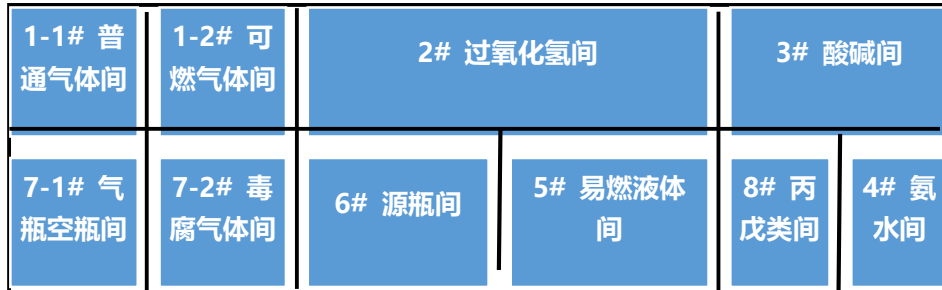 1-1# 普
通气体间
1-2# 可
燃气体间
2# 过氧化氢间
3# 酸碱间
7-1# 气
瓶空瓶间
7-2# 毒
腐气体间
6# 源瓶间
5# 易燃液体
间
8# 丙
戊类间
4# 氨
水间